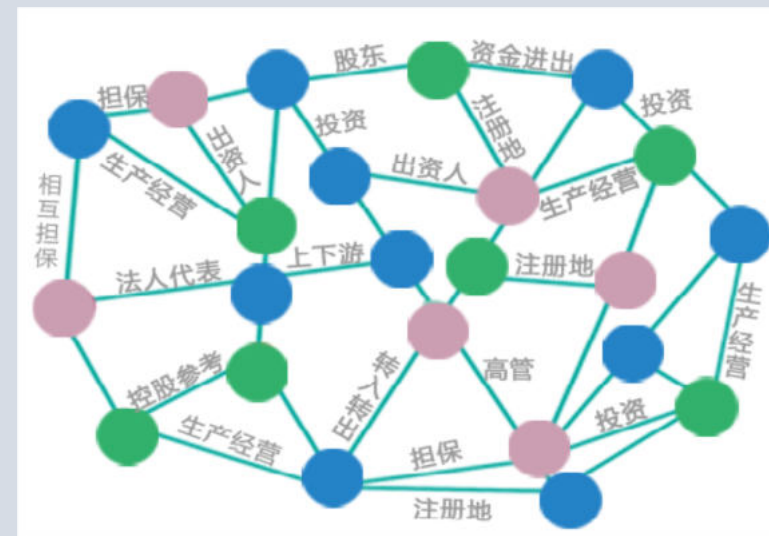 股东
资金进出
担保
投资
投资
注册地
出资人
出资人
生产经营
生产经营
相互担保
上下游
注册地
法人代表
生产经营
控股参考
转入转出
高管
投资
生产经营
担保
注册地